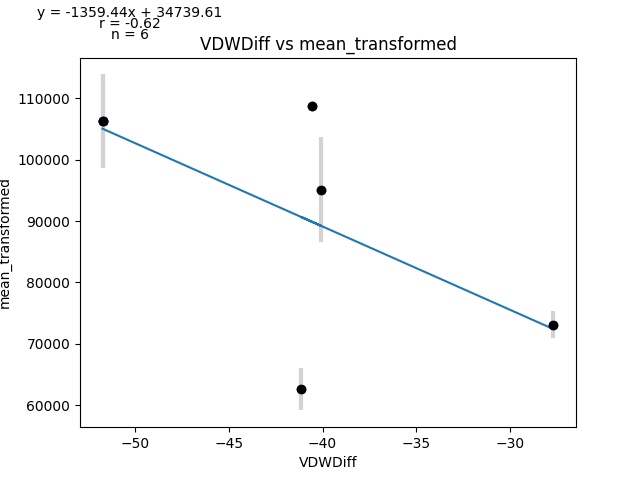 y = -1359.44x + 34739.61
r = -0.62
n = 6
VDWDiff vs mean_transformed
mean_transformed
110000
100000
90000
80000
70000
60000
−50
−45
−40
−35
−30
VDWDiff